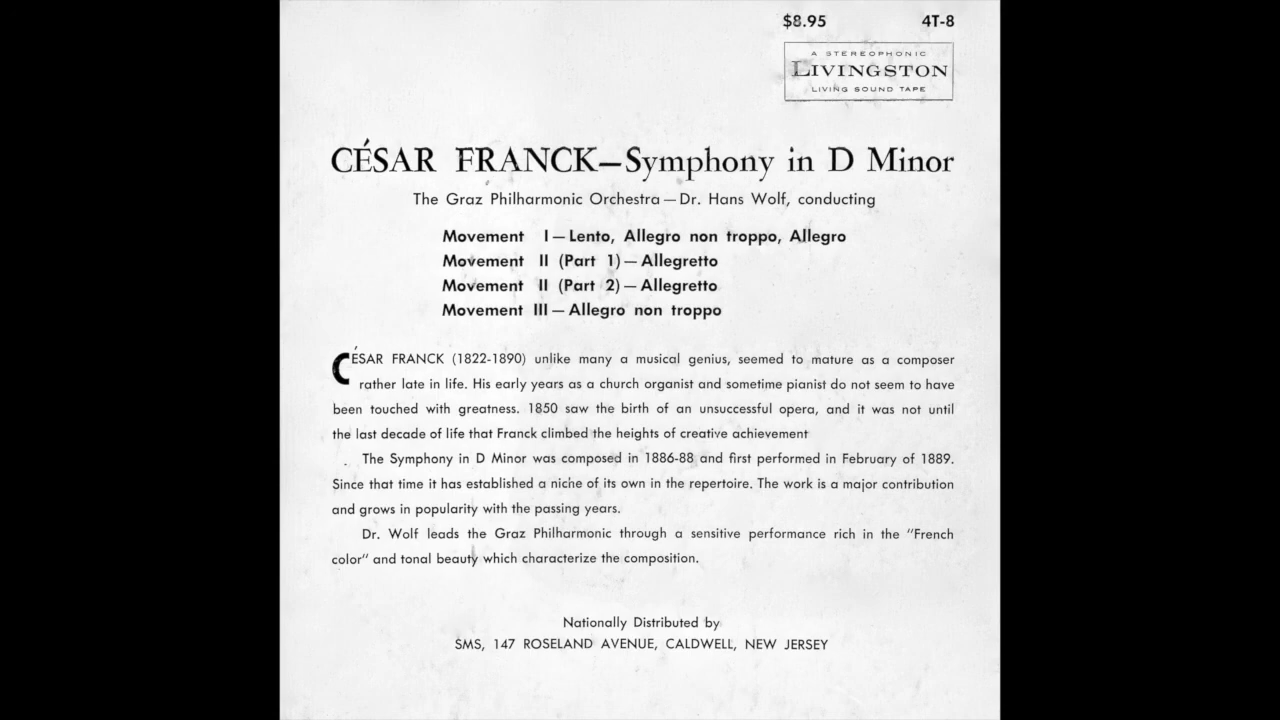 $8.95 4T-8
A STEREOPHONIC
LIVINGSTON
LIVING SOUND TAPE
CÉSAR FRANCK—Symphony in D Minor
The Graz Philharmonic Orchestra — Dr. Hans Wolf, conducting
Movement I — Lento, Allegro non troppo, Allegro
Movement II (Part 1) — Allegretto
Movement II (Part 2) — Allegretto
Movement III — Allegro non troppo
CÉSAR FRANCK (1822-1890) unlike many a musical genius, seemed to mature as a composer
rather late in life. His early years as a church organist and sometime pianist do not seem to have
been touched with greatness. 1850 saw the birth of an unsuccessful opera, and it was not until
the last decade of life that Franck climbed the heights of creative achievement
The Symphony in D Minor was composed in 1886-88 and first performed in February of 1889.
Since that time it has established a niche of its own in the repertoire. The work is a major contribution
and grows in popularity with the passing years.
Dr. Wolf leads the Graz Philharmonic through a sensitive performance rich in the "French
color" and tonal beauty which characterize the composition.
Nationally Distributed by
SMS, 147 ROSELAND AVENUE, CALDWELL, NEW JERSEY